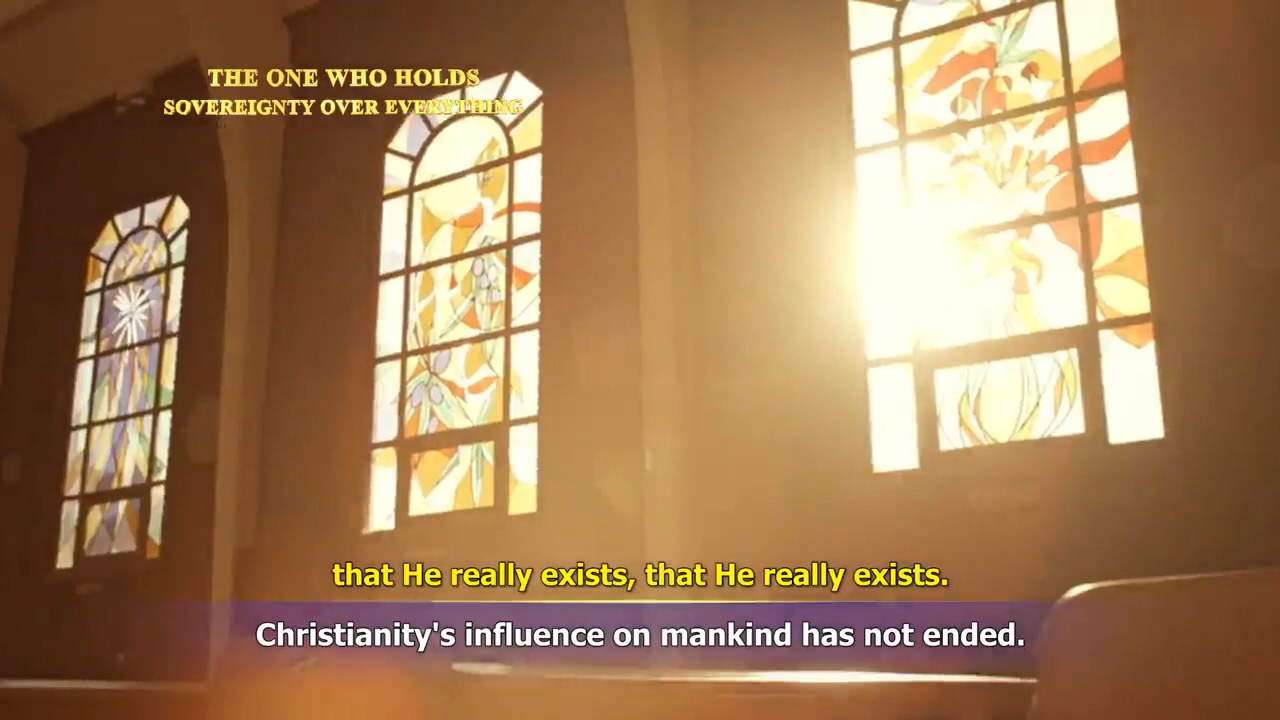 THE ONE WHO HOLDS
SOVEREIGNTY OVER EVERYTHING
that He really exists, that He really exists.
Christianity's influence on mankind has not ended.